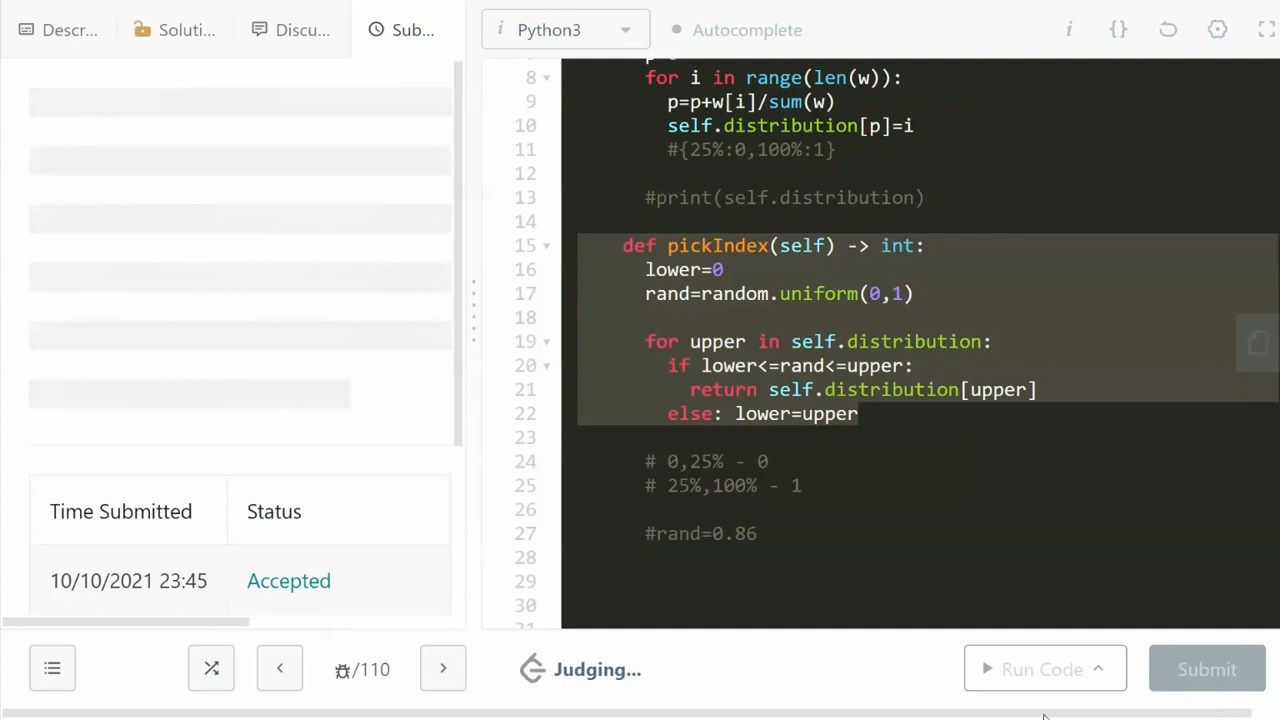 Descr...
Soluti...
Discu...
Sub...
i Python3
Autocomplete
i {}
8 for i in range(len(w)):
9 p=p+w[i]/sum(w)
10 self.distribution[p]=i
11 #{25%:0,100%:1}
12
13 #print(self.distribution)
14
15 def pickIndex(self) -> int:
16 lower=0
17 rand=random.uniform(0,1)
18
19 for upper in self.distribution:
20 if lower<=rand<=upper:
21 return self.distribution[upper]
22 else: lower=upper
23
24 # 0,25% - 0
25 # 25%,100% - 1
26
27 #rand=0.86
28
29
30
Time Submitted Status
10/10/2021 23:45 Accepted
/110
Judging...
Run Code
Submit